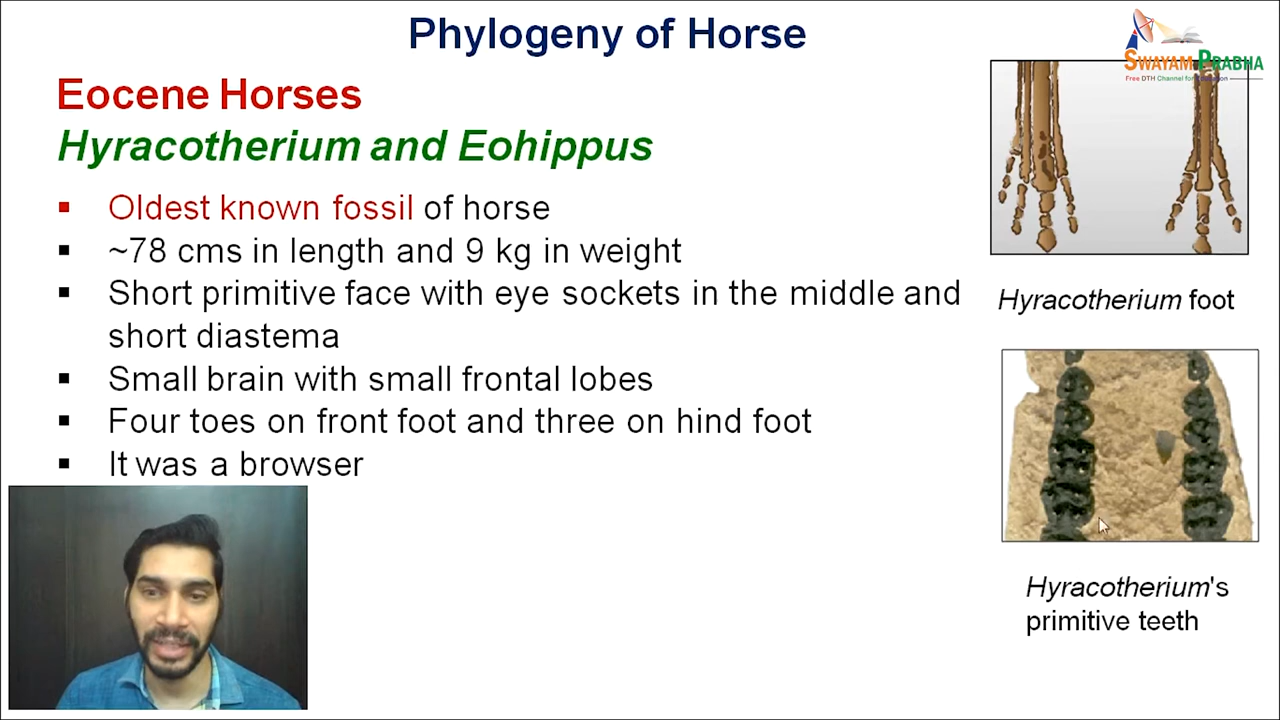 Phylogeny of Horse
SWAYAM PRABHA
Free DTH Channel for Education
Eocene Horses
Hyracotherium and Eohippus
▪ Oldest known fossil of horse
▪ ~78 cms in length and 9 kg in weight
▪ Short primitive face with eye sockets in the middle and
short diastema
▪ Small brain with small frontal lobes
▪ Four toes on front foot and three on hind foot
▪ It was a browser
Hyracotherium foot
Hyracotherium's
primitive teeth